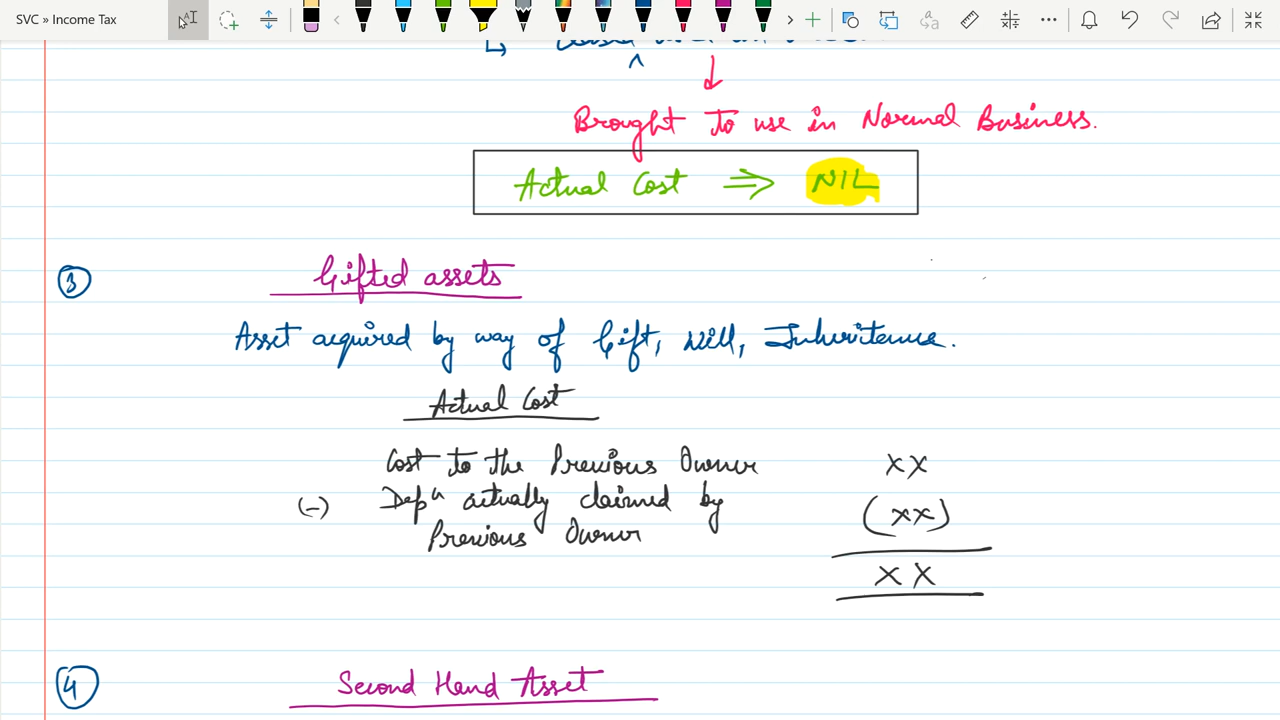 SVC » Income Tax
Brought to use in Normal Business.
Actual Cost ⇒ NIL
3 Gifted assets
Asset acquired by way of Gift, Will, Inheritence.
Actual Cost
Cost to the Previous Owner XX
(-) Depⁿ actually claimed by (XX)
Previous Owner
XX
4 Second Hand Asset